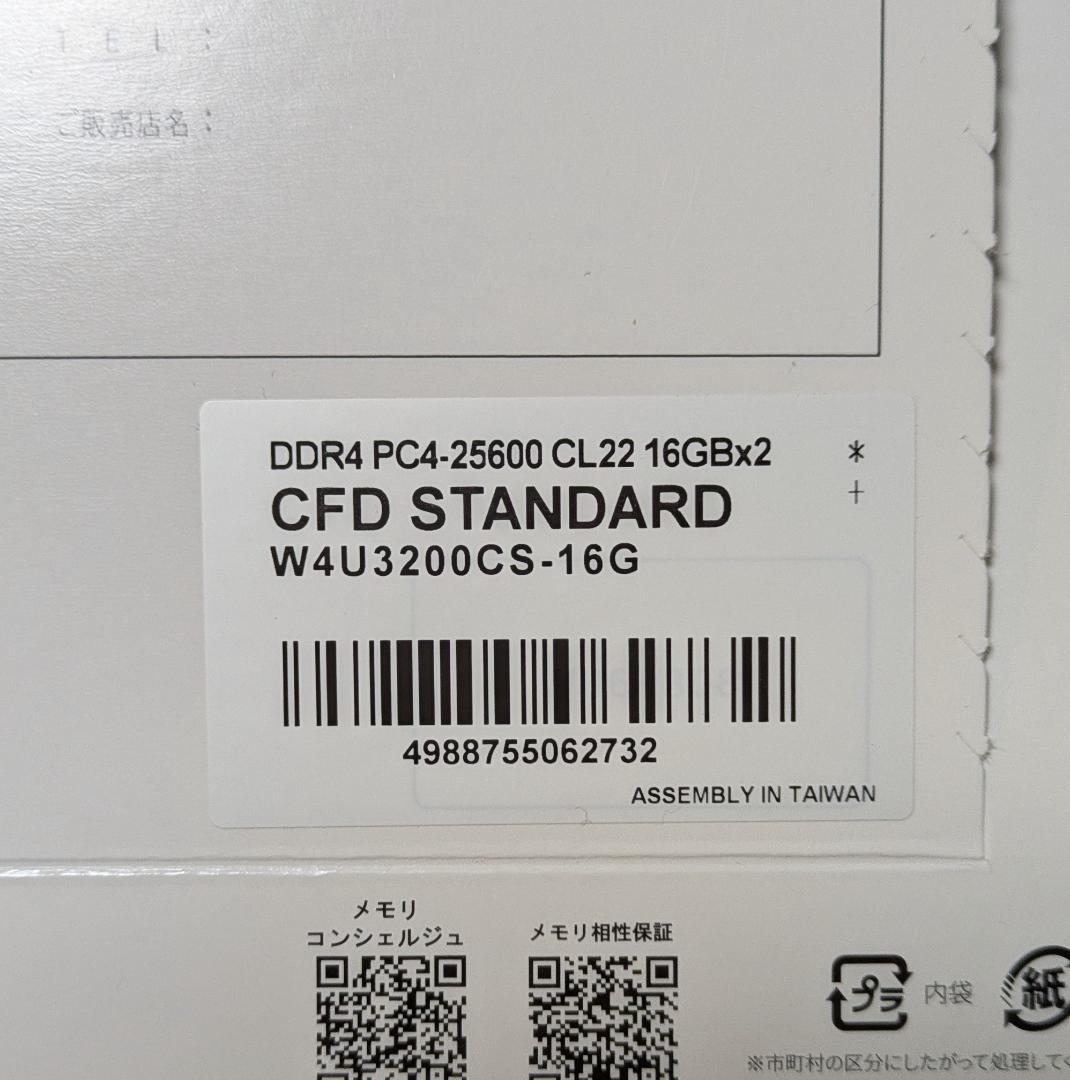 TEL：
ご販売店名：
DDR4 PC4-25600 CL22 16GBx2 *
CFD STANDARD +
W4U3200CS-16G
4988755062732
ASSEMBLY IN TAIWAN
メモリ
コンシェルジュ
メモリ相性保証
プラ 内袋 紙
※市町村の区分にしたがって処理して